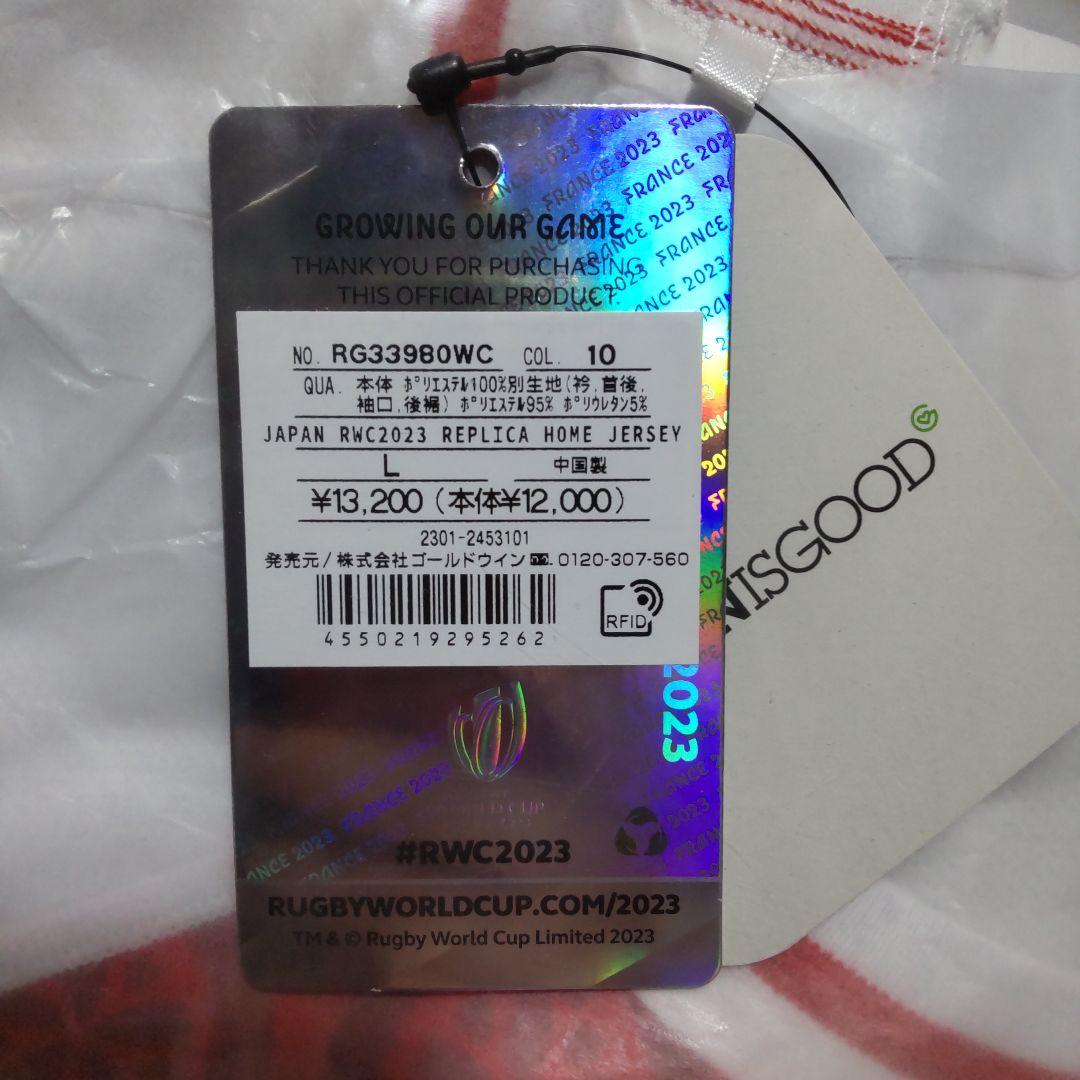 GROWING OUR GAME
THANK YOU FOR PURCHASING
THIS OFFICIAL PRODUCT.
NO. RG33980WC COL. 10
QUA. 本体 ポリエステル100%別生地(衿,首後,
袖口,後裾) ポリエステル95% ポリウレタン5%
JAPAN RWC2023 REPLICA HOME JERSEY
L 中国製
¥13,200(本体¥12,000)
2301-2453101
発売元/株式会社ゴールドウイン 0120-307-560
4550219295262
RFID
FRANCE 2023
FRANCE 2023
FRANCE 2023
2023
NISGOOD
FRANCE 2023
#RWC2023
RUGBYWORLDCUP.COM/2023
TM & © Rugby World Cup Limited 2023